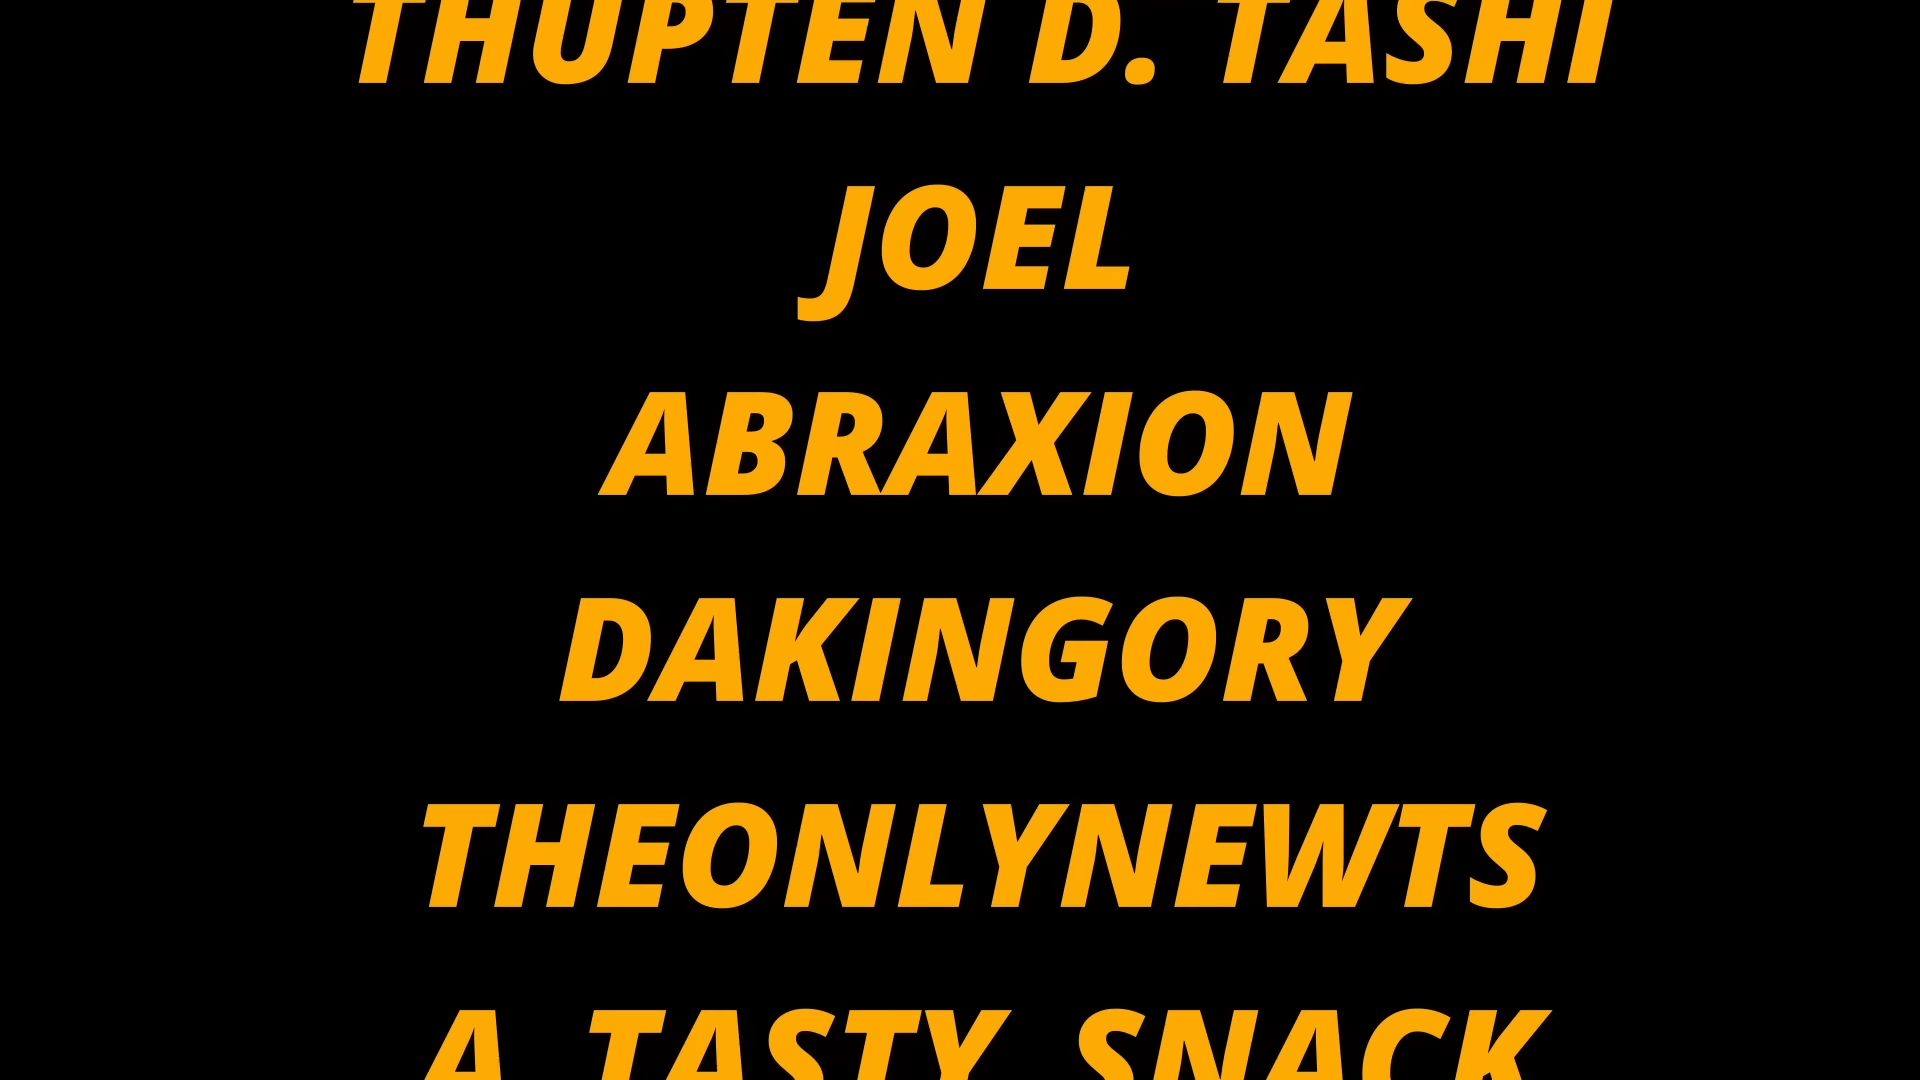 THUPTEN D. TASHI
JOEL
ABRAXION
DAKINGORY
THEONLYNEWTS
A TASTY SNACK